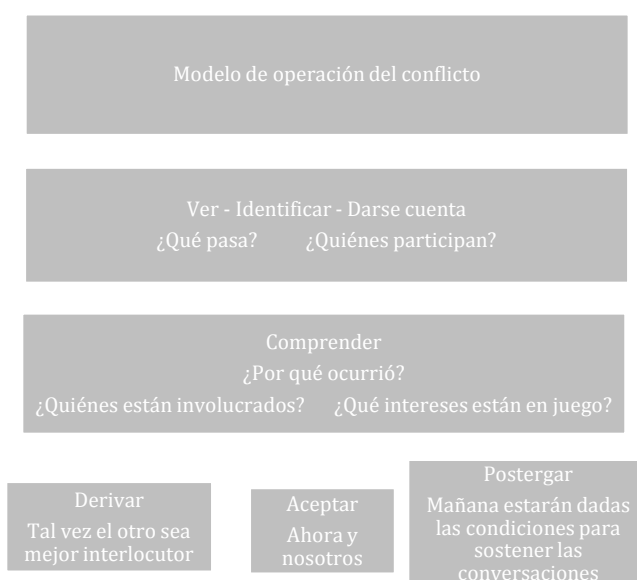 Modelo de operación del conflicto
Ver - Identificar - Darse cuenta
¿Qué pasa? ¿Quiénes participan?
Comprender
¿Por qué ocurrió?
¿Quiénes están involucrados? ¿Qué intereses están en juego?
Derivar
Tal vez el otro sea
mejor interlocutor
Aceptar
Ahora y
nosotros
Postergar
Mañana estarán dadas
las condiciones para
sostener las
conversaciones